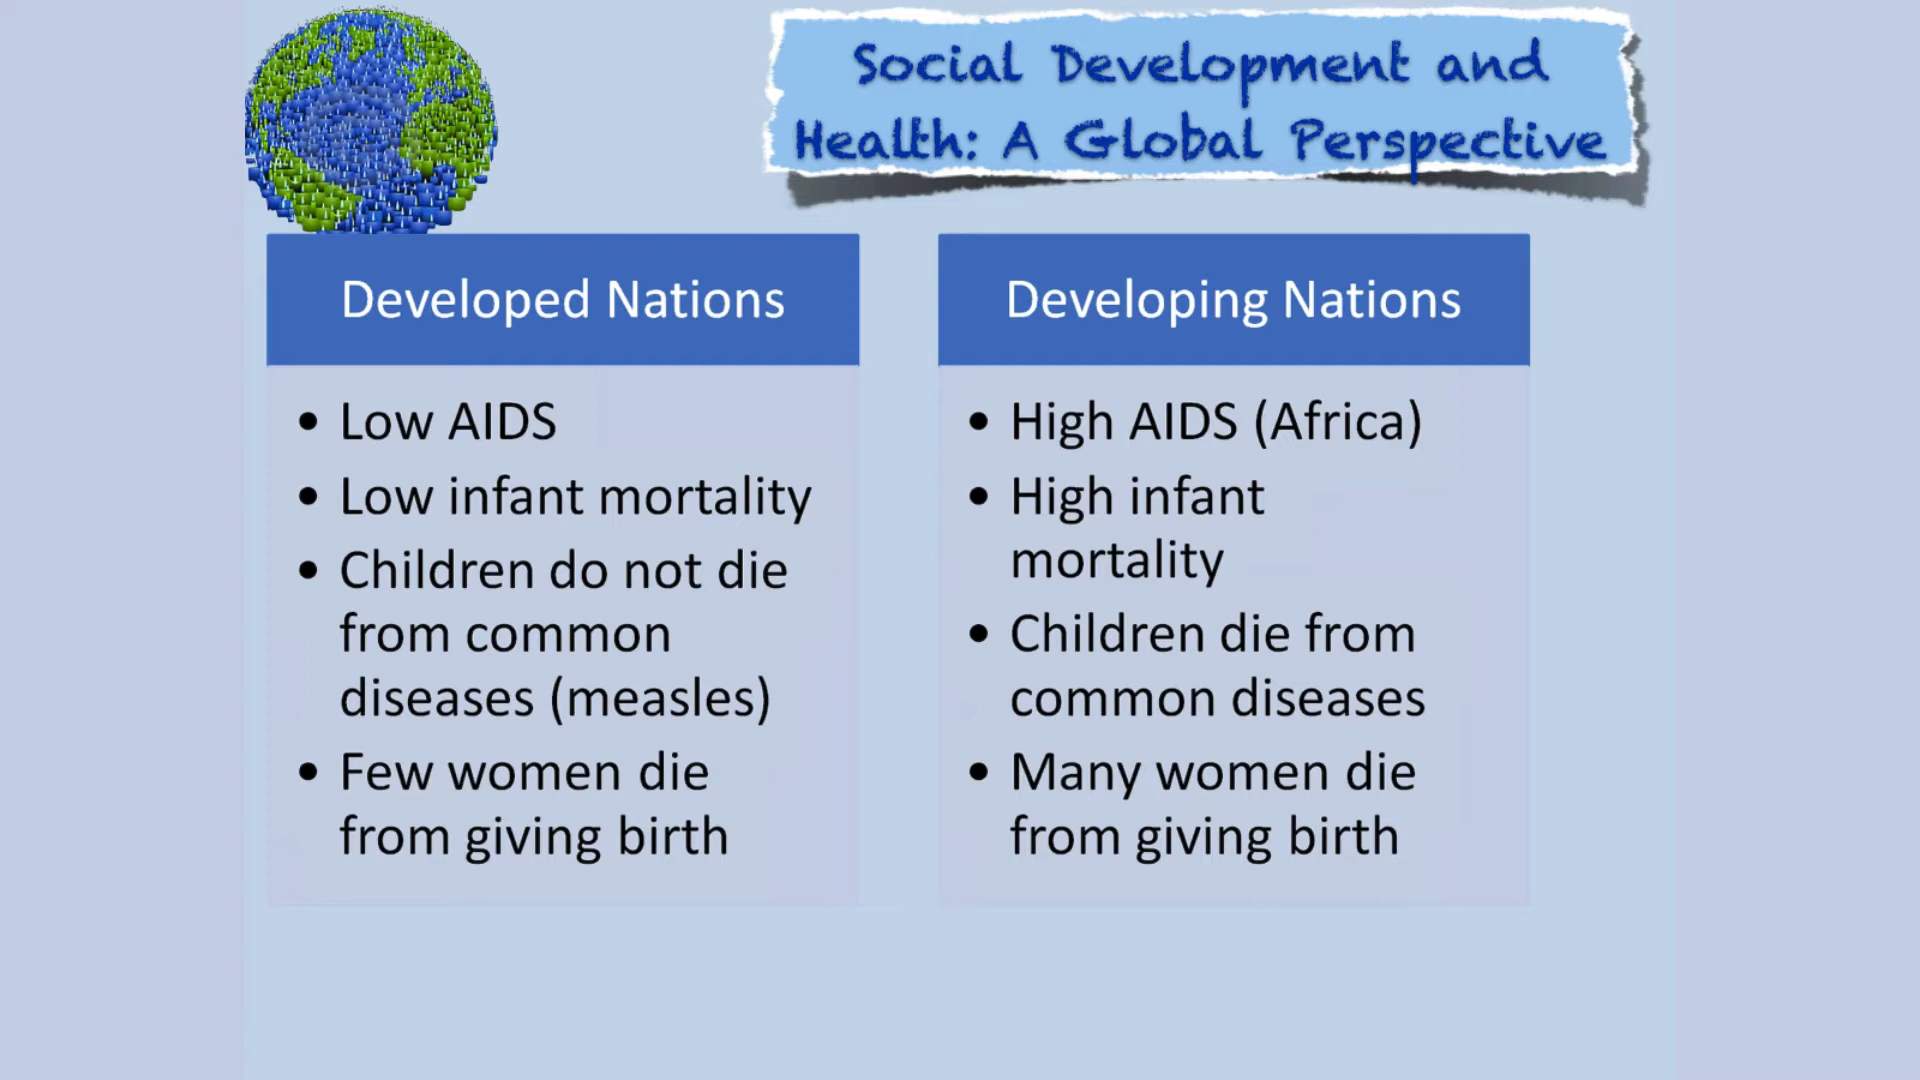 Social Development and
Health: A Global Perspective
Developed Nations
• Low AIDS
• Low infant mortality
• Children do not die
from common
diseases (measles)
• Few women die
from giving birth
Developing Nations
• High AIDS (Africa)
• High infant
mortality
• Children die from
common diseases
• Many women die
from giving birth